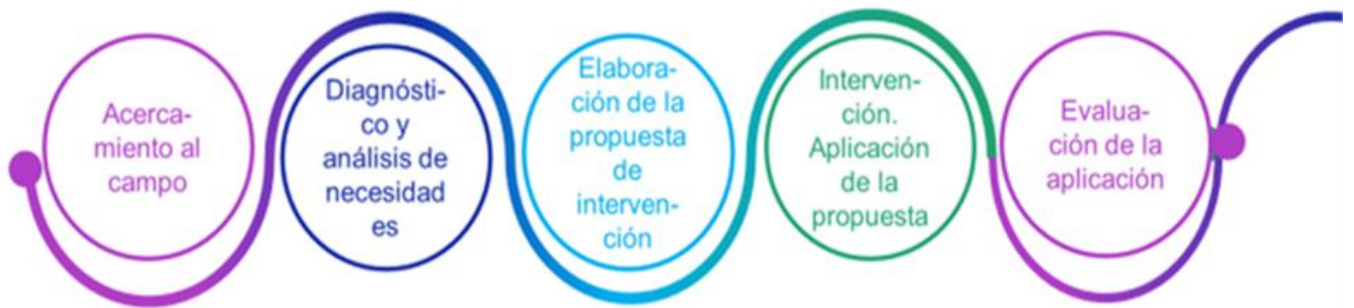 Acerca-
miento al
campo
Diagnósti-
co y
análisis de
necesidad
es
Elabora-
ción de la
propuesta
de
interven-
ción
Interven-
ción.
Aplicación
de la
propuesta
Evalua-
ción de la
aplicación